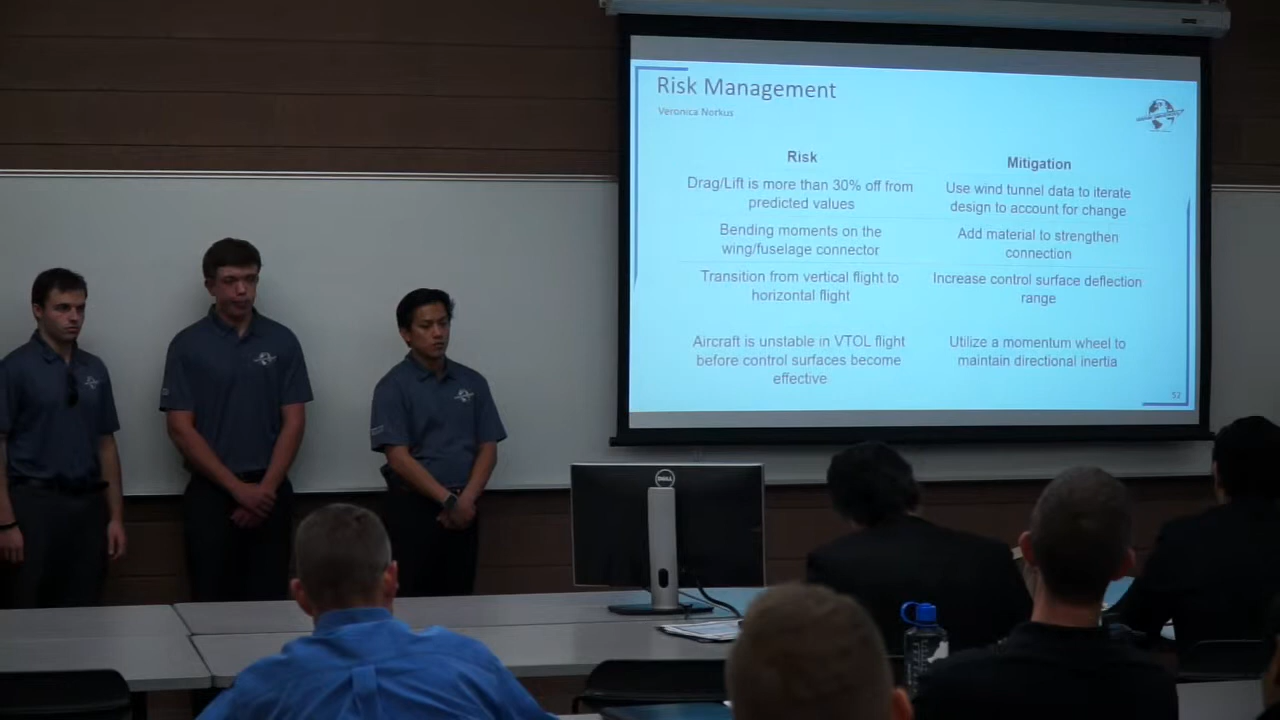 Risk Management
Veronica Norkus
Risk
Mitigation
Drag/Lift is more than 30% off from
predicted values
Use wind tunnel data to iterate
design to account for change
Bending moments on the
wing/fuselage connector
Add material to strengthen
connection
Transition from vertical flight to
horizontal flight
Increase control surface deflection
range
Aircraft is unstable in VTOL flight
before control surfaces become
effective
Utilize a momentum wheel to
maintain directional inertia
52
DELL